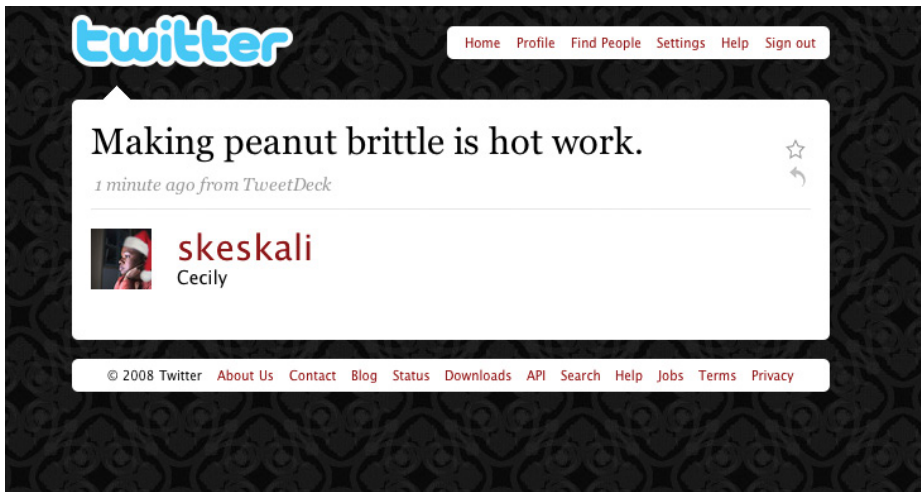 twitter
Home Profile Find People Settings Help Sign out
Making peanut brittle is hot work.
1 minute ago from TweetDeck
skeskali
Cecily
© 2008 Twitter About Us Contact Blog Status Downloads API Search Help Jobs Terms Privacy